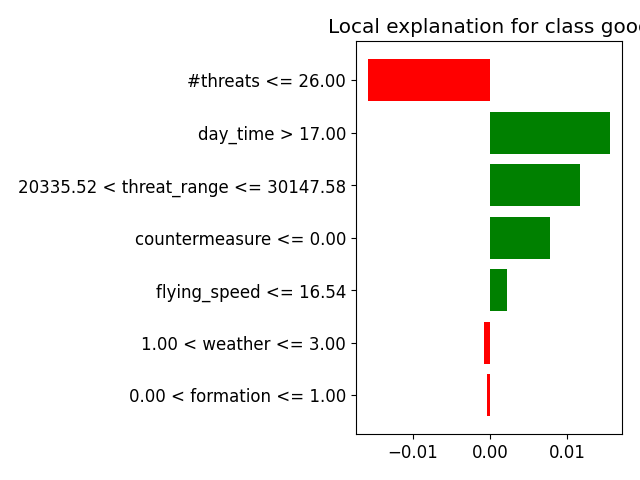 Local explanation for class goo
#threats <= 26.00
day_time > 17.00
20335.52 < threat_range <= 30147.58
countermeasure <= 0.00
flying_speed <= 16.54
1.00 < weather <= 3.00
0.00 < formation <= 1.00
−0.01 0.00 0.01